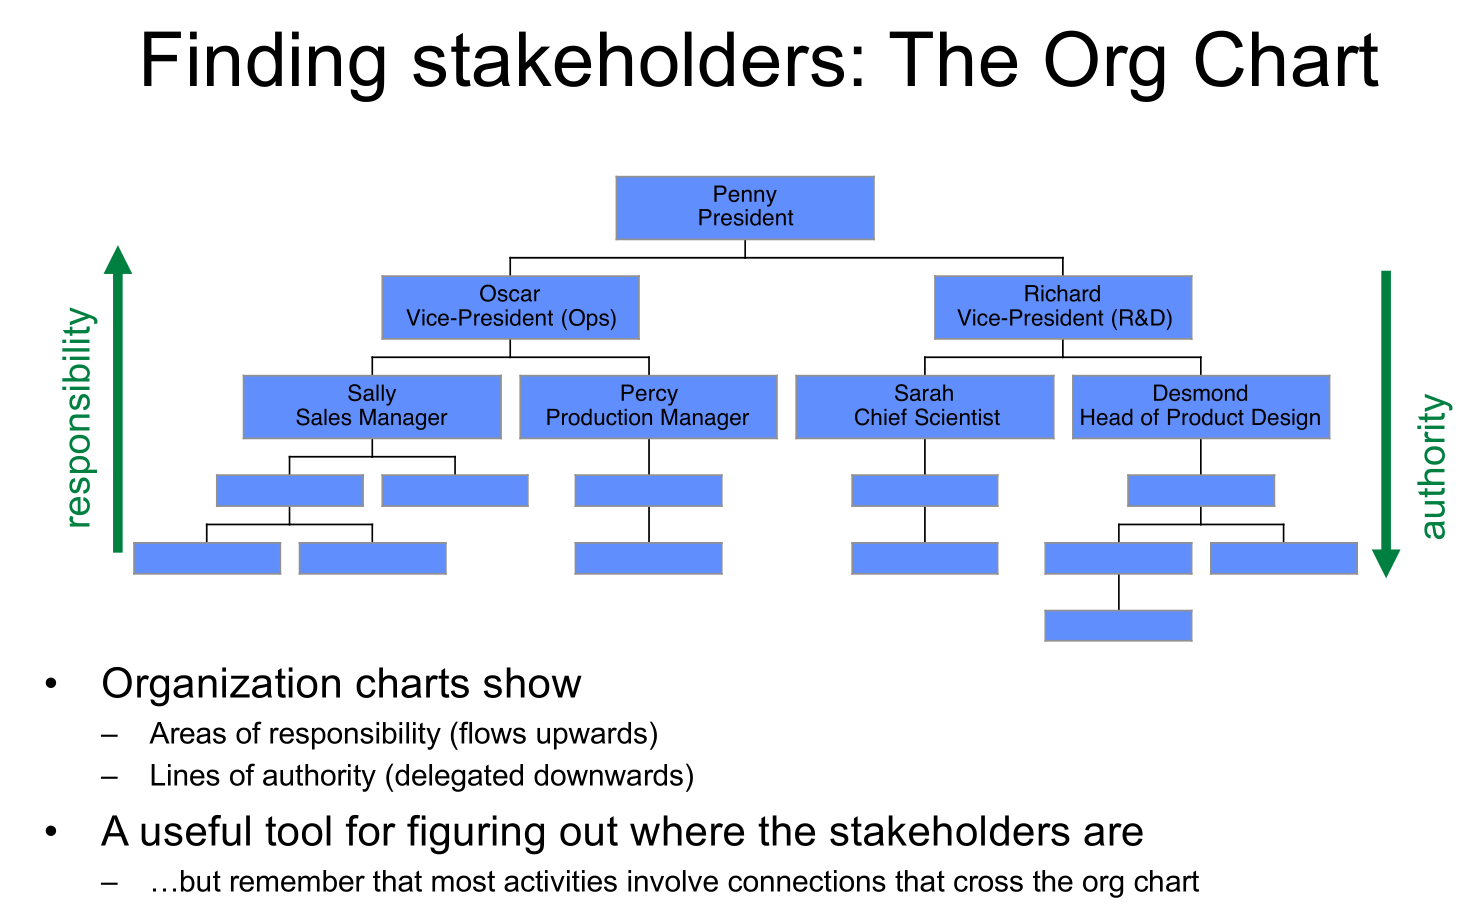 Finding stakeholders: The Org Chart
Penny
President
Oscar
Vice-President (Ops)
Richard
Vice-President (R&D)
Sally
Sales Manager
Percy
Production Manager
Sarah
Chief Scientist
Desmond
Head of Product Design
responsibility
authority
• Organization charts show
– Areas of responsibility (flows upwards)
– Lines of authority (delegated downwards)
• A useful tool for figuring out where the stakeholders are
– …but remember that most activities involve connections that cross the org chart